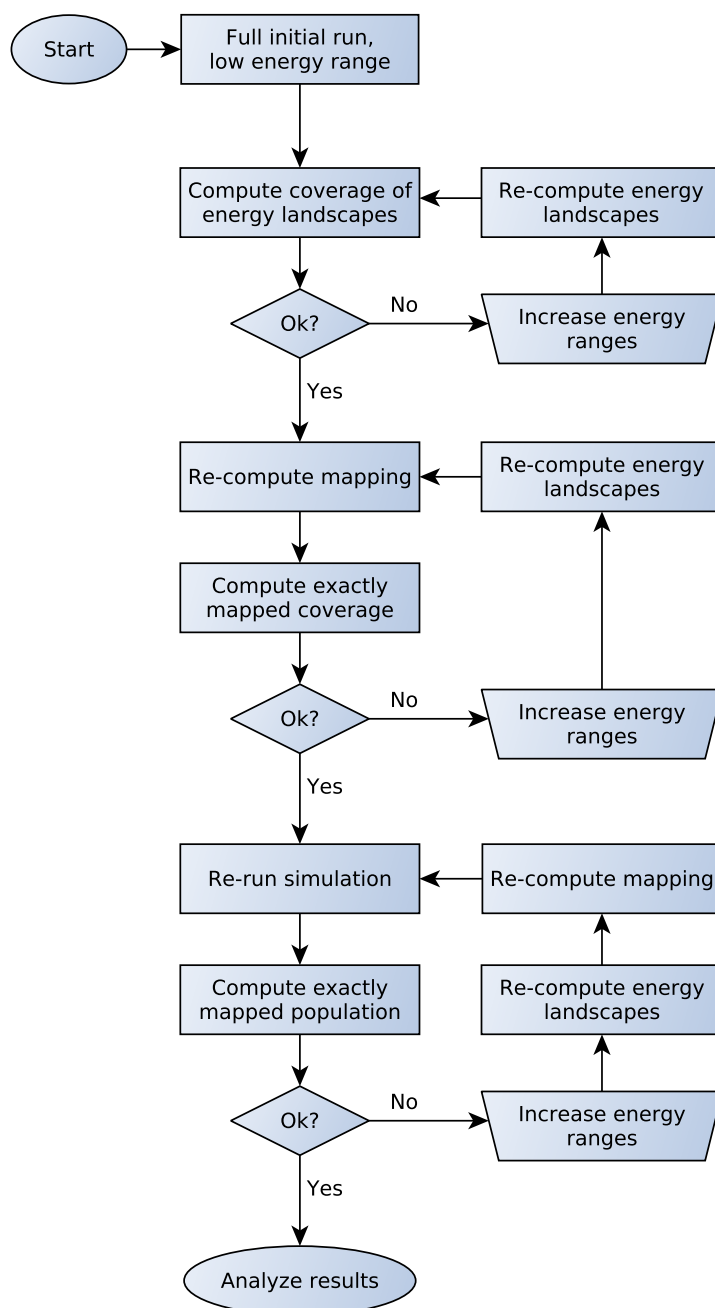 Start
Full initial run,
low energy range
Compute coverage of
energy landscapes
Re-compute energy
landscapes
Ok?
No
Increase energy
ranges
Yes
Re-compute mapping
Re-compute energy
landscapes
Compute exactly
mapped coverage
Ok?
No
Increase energy
ranges
Yes
Re-run simulation
Re-compute mapping
Compute exactly
mapped population
Re-compute energy
landscapes
Ok?
No
Increase energy
ranges
Yes
Analyze results